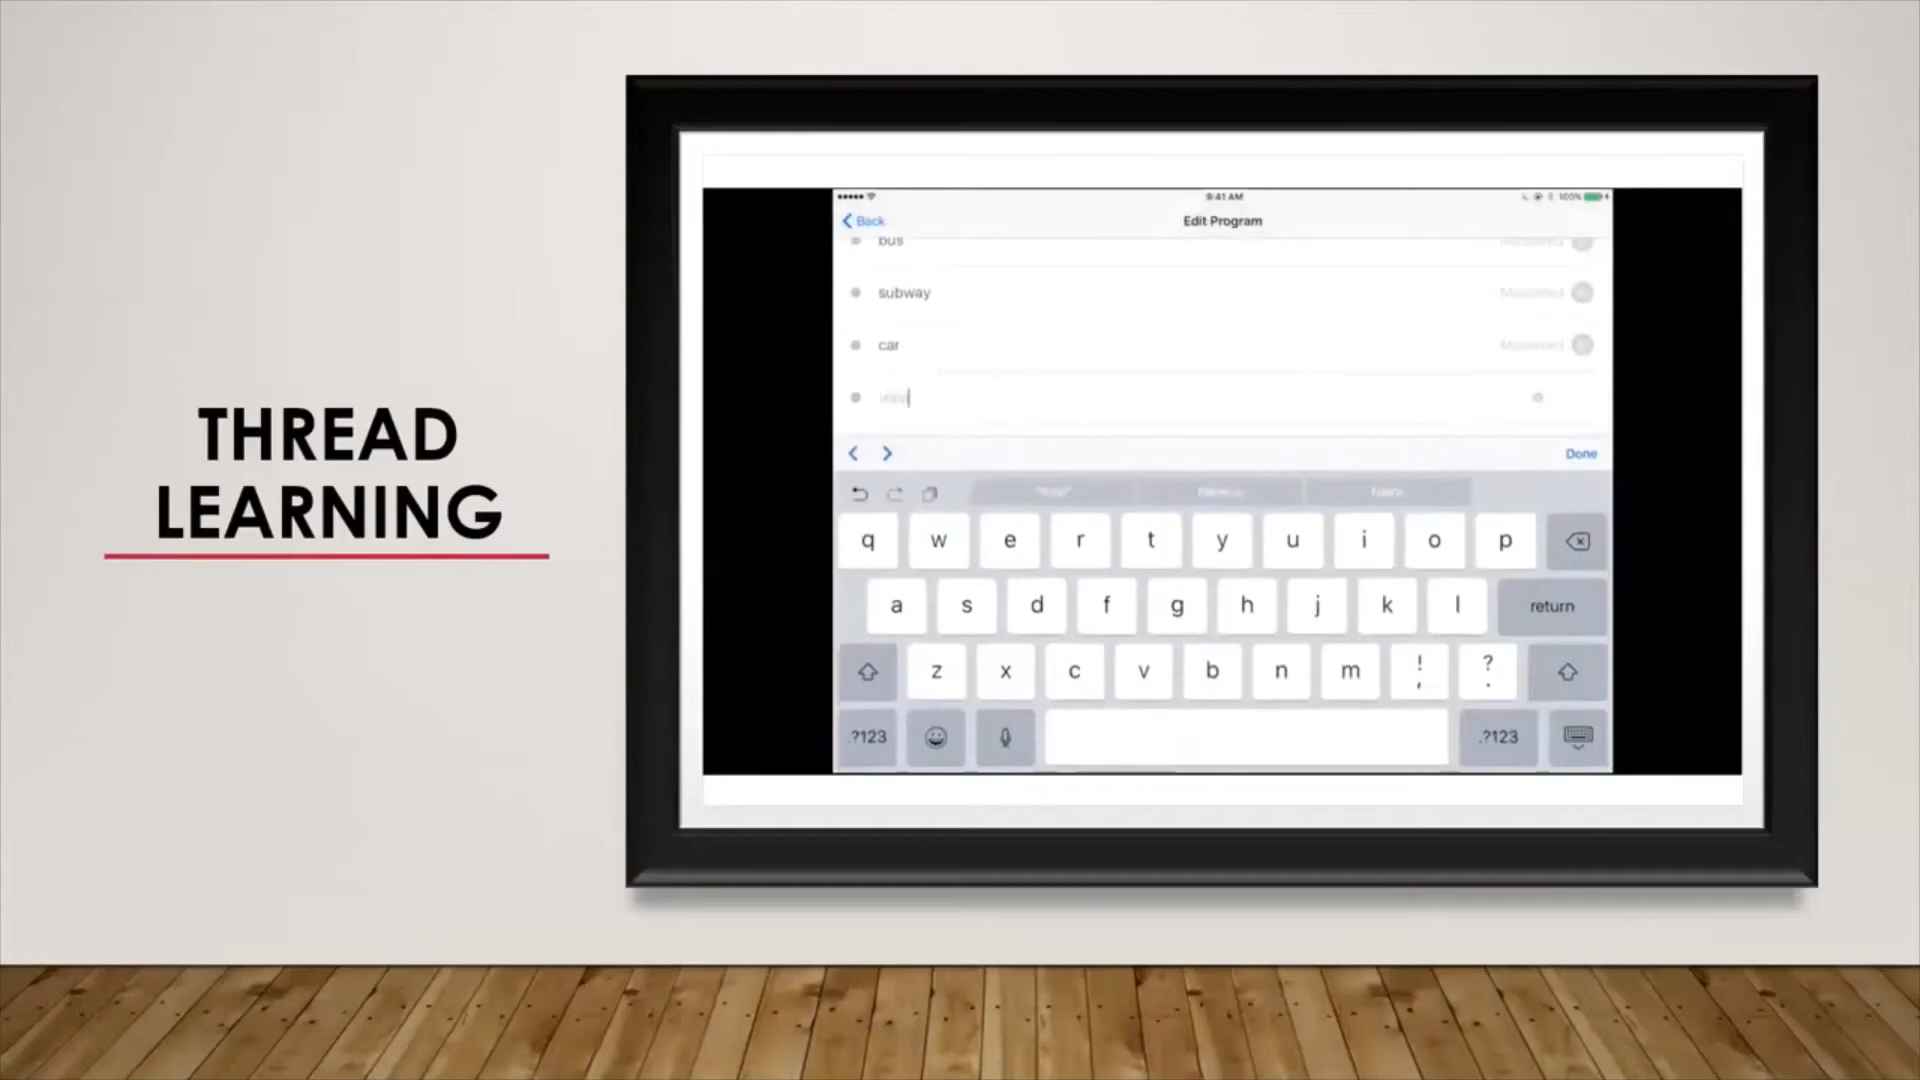 THREAD
LEARNING
9:41 AM
100%
Back
Edit Program
bus
subway
car
Done
q w e r t y u i o p
a s d f g h j k l return
z x c v b n m ! , ? .
.?123 .?123